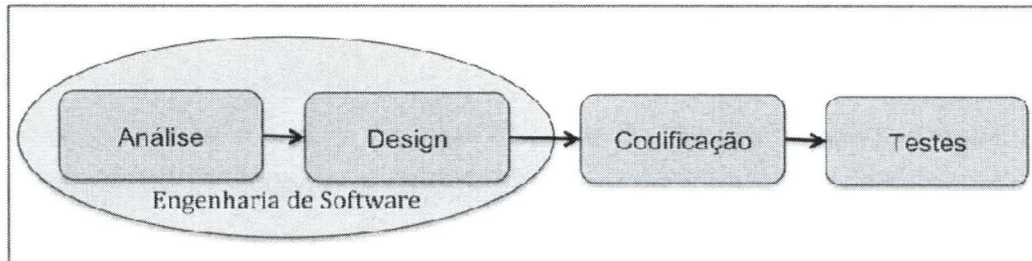 Análise
Design
Codificação
Testes
Engenharia de Software